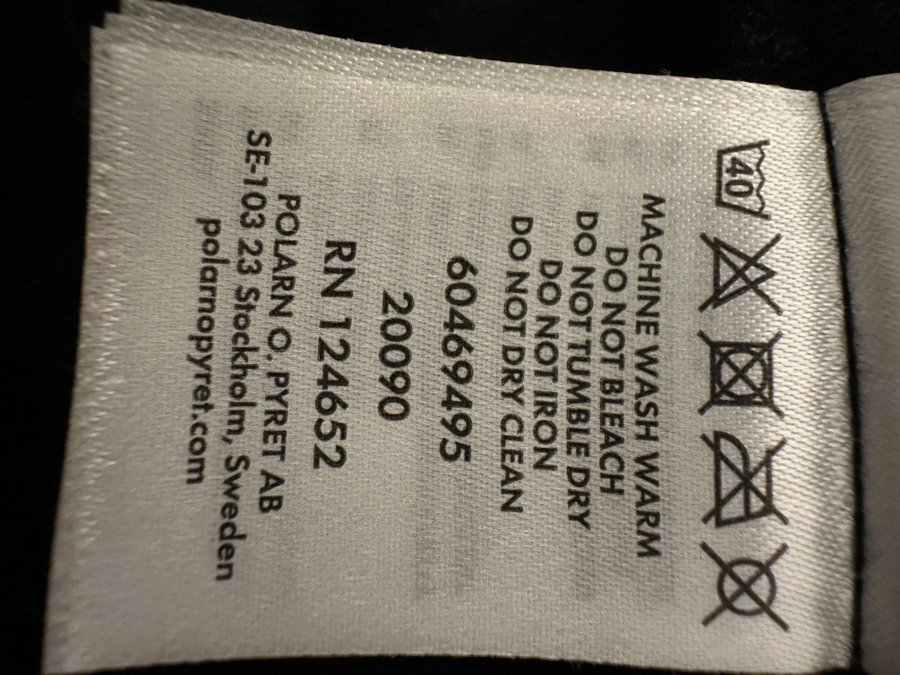 40
MACHINE WASH WARM
DO NOT BLEACH
DO NOT TUMBLE DRY
DO NOT IRON
DO NOT DRY CLEAN
60469495
20090
RN 124652
POLARN O. PYRET AB
SE-103 23 Stockholm, Sweden
polarnopyret.com